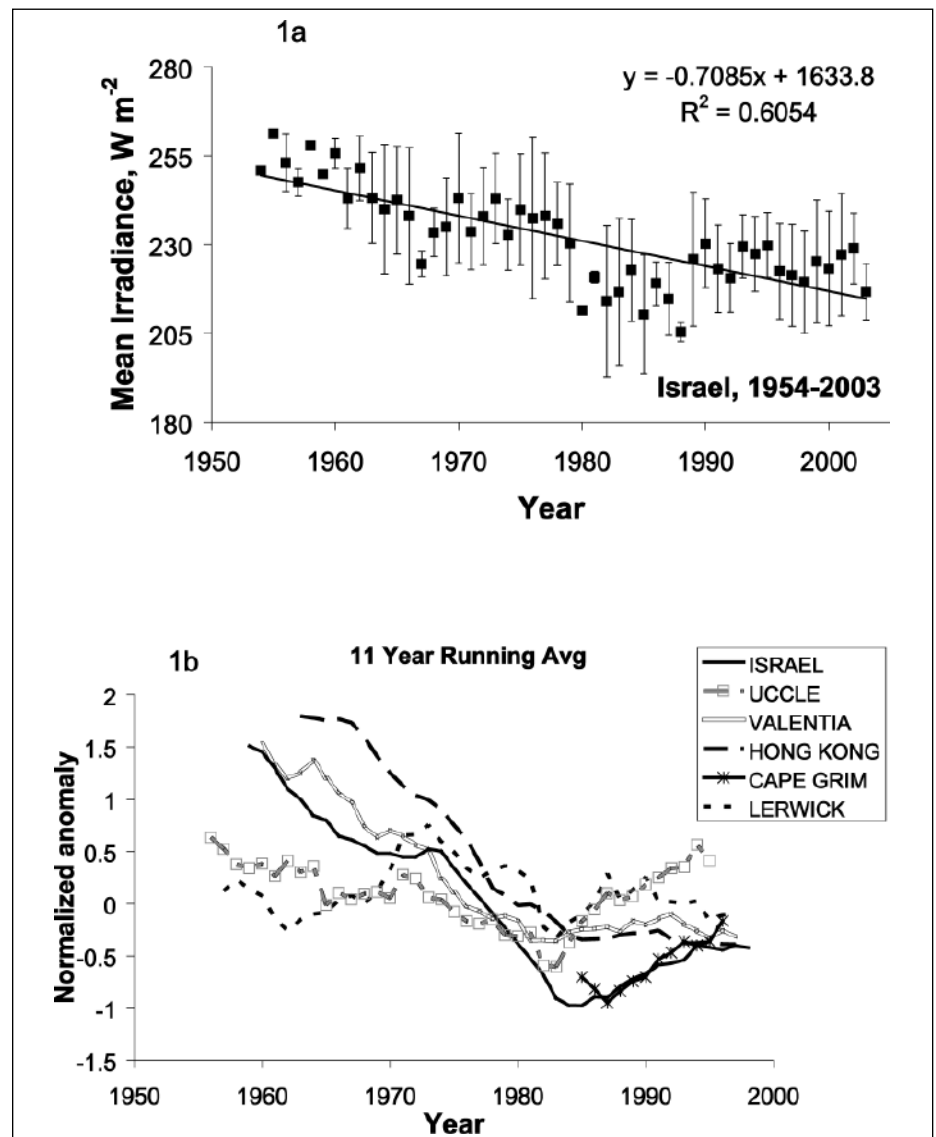 1a
280
255
230
205
180
Mean Irradiance, W m-2
y = -0.7085x + 1633.8
R2 = 0.6054
Israel, 1954-2003
1950 1960 1970 1980 1990 2000
Year
1b
11 Year Running Avg
ISRAEL
UCCLE
VALENTIA
HONG KONG
CAPE GRIM
LERWICK
2
1.5
1
0.5
0
-0.5
-1
-1.5
Normalized anomaly
1950 1960 1970 1980 1990 2000
Year